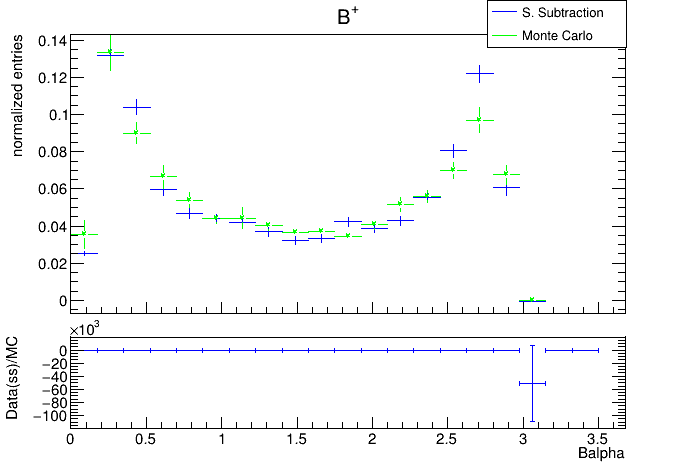 B+
S. Subtraction
Monte Carlo
normalized entries
0.14
0.12
0.1
0.08
0.06
0.04
0.02
0
×10³
Data(ss)/MC
0
−20
−40
−60
−80
−100
0 0.5 1 1.5 2 2.5 3 3.5
Balpha